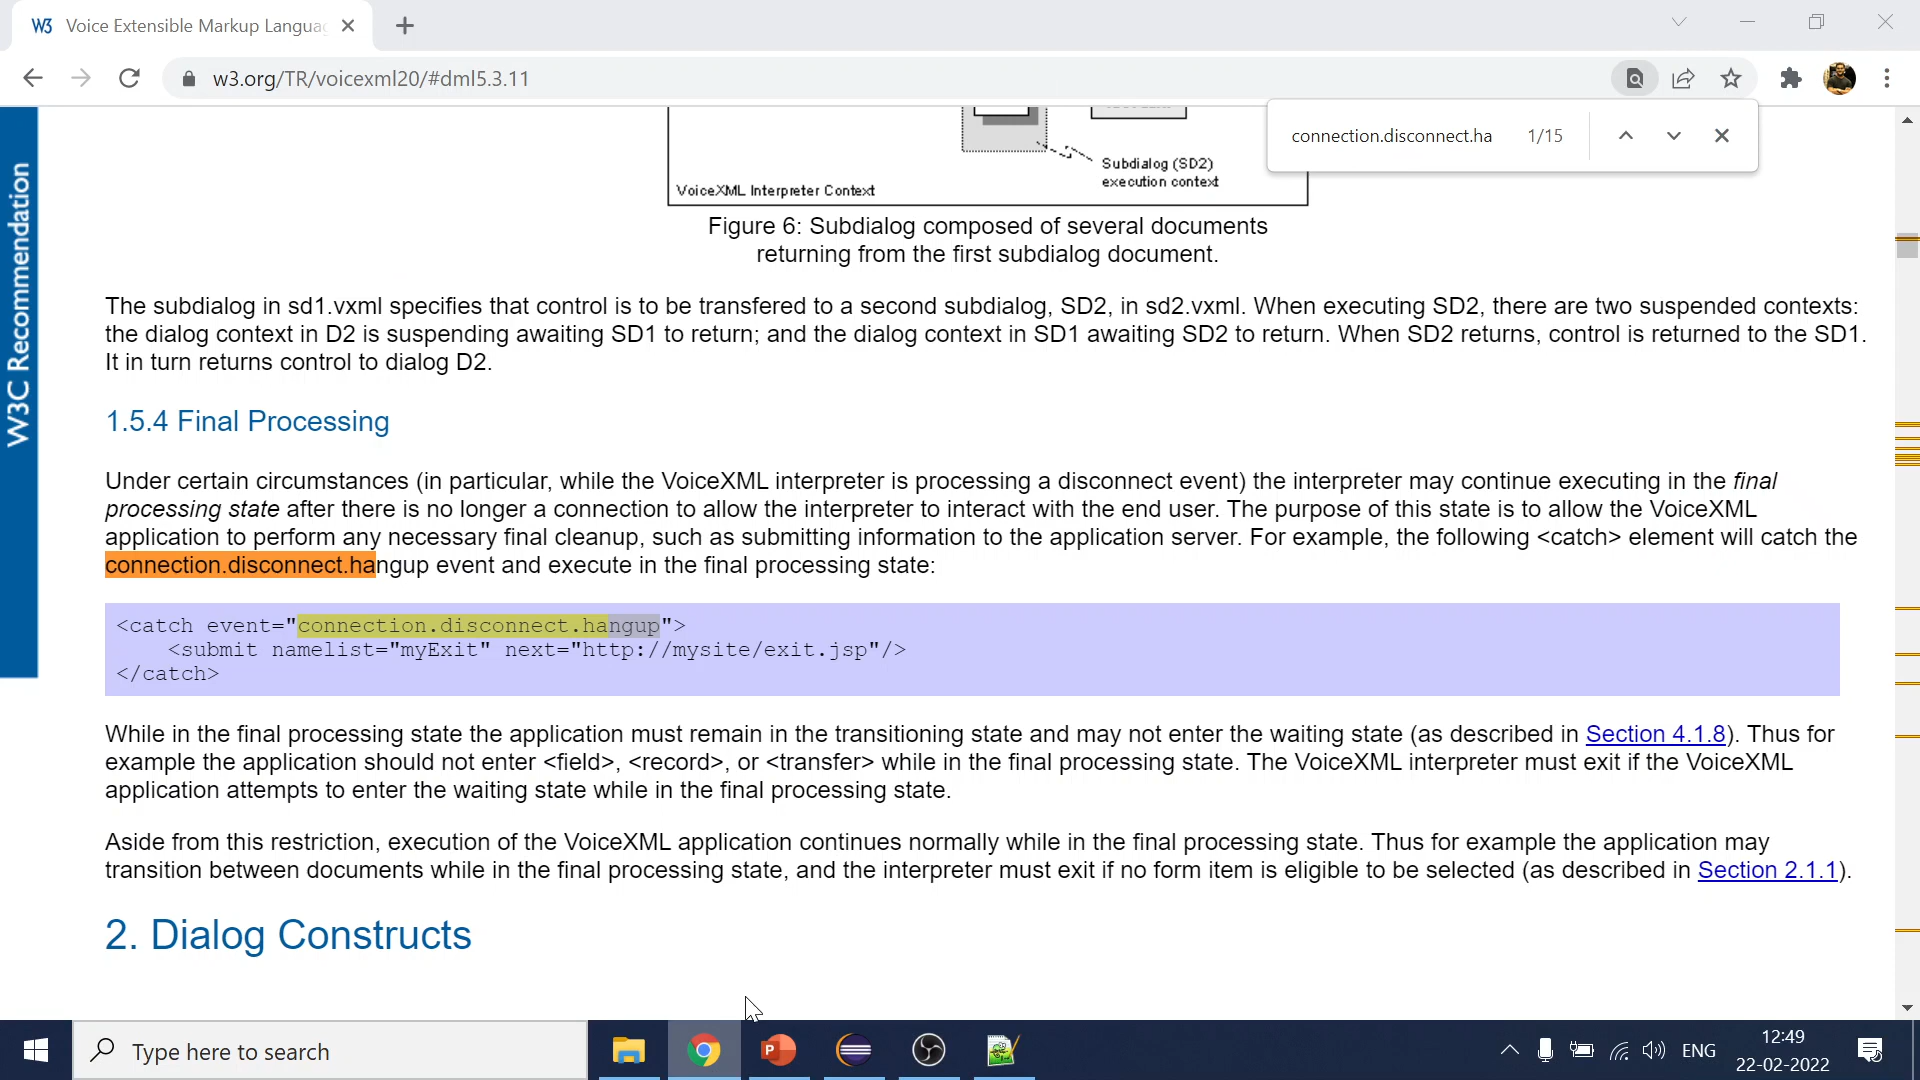 W3 Voice Extensible Markup Langua
w3.org/TR/voicexml20/#dml5.3.11
connection.disconnect.ha 1/15
W3C Recommendation
Subdialog (SD2)
execution context
VoiceXML Interpreter Context
Figure 6: Subdialog composed of several documents
returning from the first subdialog document.
The subdialog in sd1.vxml specifies that control is to be transfered to a second subdialog, SD2, in sd2.vxml. When executing SD2, there are two suspended contexts:
the dialog context in D2 is suspending awaiting SD1 to return; and the dialog context in SD1 awaiting SD2 to return. When SD2 returns, control is returned to the SD1.
It in turn returns control to dialog D2.
1.5.4 Final Processing
Under certain circumstances (in particular, while the VoiceXML interpreter is processing a disconnect event) the interpreter may continue executing in the final
processing state after there is no longer a connection to allow the interpreter to interact with the end user. The purpose of this state is to allow the VoiceXML
application to perform any necessary final cleanup, such as submitting information to the application server. For example, the following <catch> element will catch the
connection.disconnect.hangup event and execute in the final processing state:
<catch event="connection.disconnect.hangup">
<submit namelist="myExit" next="http://mysite/exit.jsp"/>
</catch>
While in the final processing state the application must remain in the transitioning state and may not enter the waiting state (as described in Section 4.1.8). Thus for
example the application should not enter <field>, <record>, or <transfer> while in the final processing state. The VoiceXML interpreter must exit if the VoiceXML
application attempts to enter the waiting state while in the final processing state.
Aside from this restriction, execution of the VoiceXML application continues normally while in the final processing state. Thus for example the application may
transition between documents while in the final processing state, and the interpreter must exit if no form item is eligible to be selected (as described in Section 2.1.1).
2. Dialog Constructs
Type here to search
ENG
12:49
22-02-2022